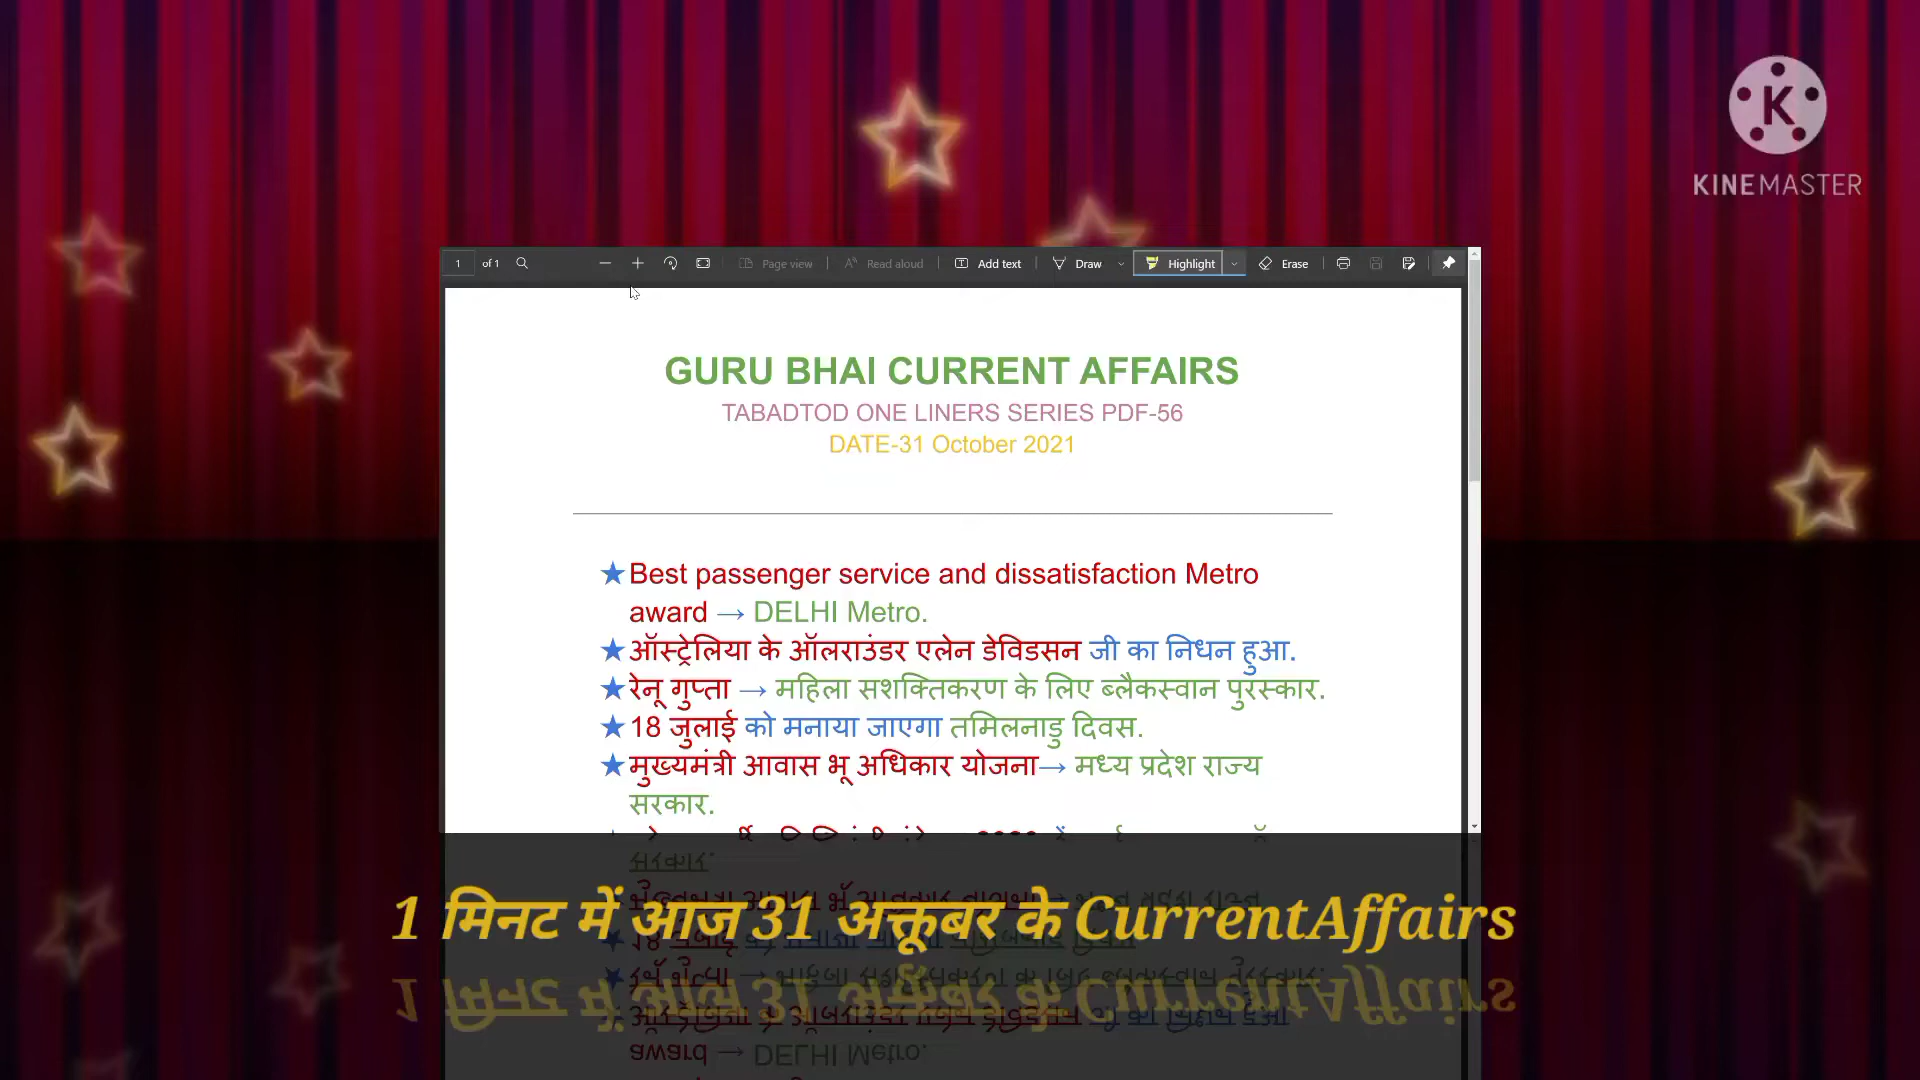 KINEMASTER
1 of 1 Page view Read aloud Add text Draw Highlight Erase
GURU BHAI CURRENT AFFAIRS
TABADTOD ONE LINERS SERIES PDF-56
DATE-31 October 2021
★Best passenger service and dissatisfaction Metro
award → DELHI Metro.
★ऑस्ट्रेलिया के ऑलराउंडर एलेन डेविडसन जी का निधन हुआ.
★रेनू गुप्ता → महिला सशक्तिकरण के लिए ब्लैकस्वान पुरस्कार.
★18 जुलाई को मनाया जाएगा तमिलनाडु दिवस.
★मुख्यमंत्री आवास भू अधिकार योजना→ मध्य प्रदेश राज्य
सरकार.
1 मिनट में आज 31 अक्तूबर के CurrentAffairs